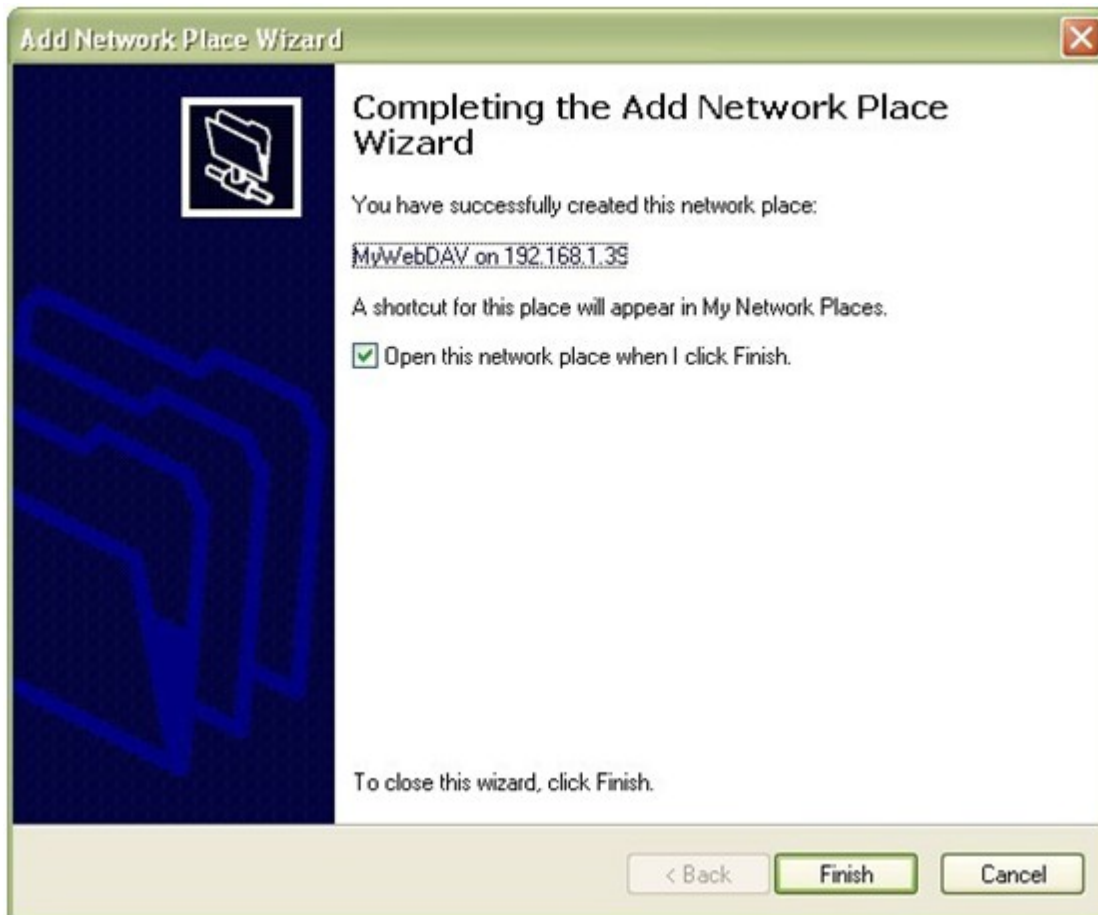 Add Network Place Wizard
Completing the Add Network Place
Wizard
You have successfully created this network place:
MyWebDAV on 192.168.1.39
A shortcut for this place will appear in My Network Places.
Open this network place when I click Finish.
To close this wizard, click Finish.
< Back Finish Cancel